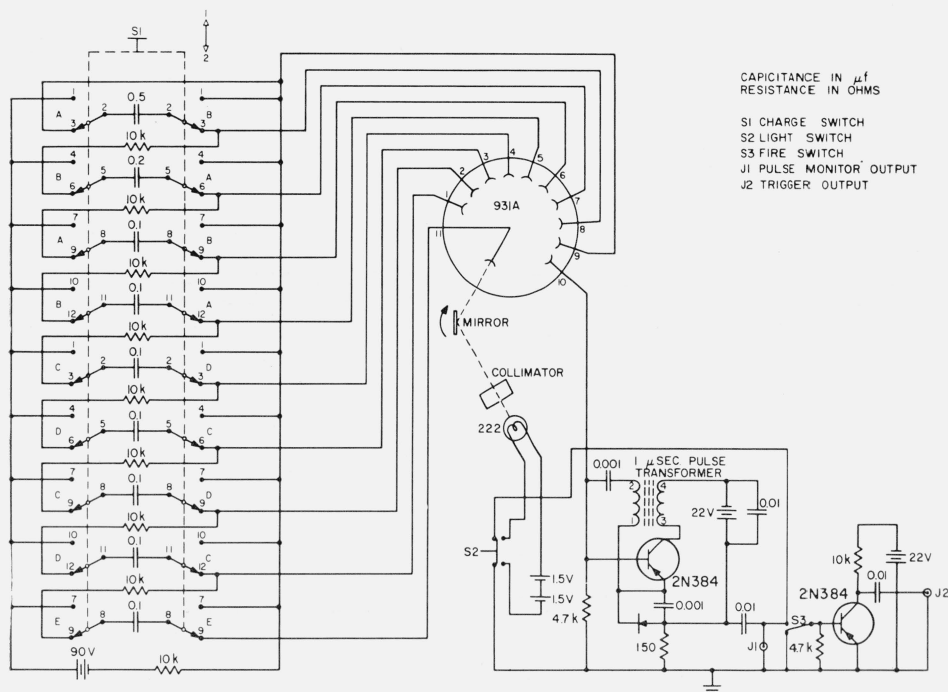 S1
1
2
CAPICITANCE IN μf
RESISTANCE IN OHMS
S1 CHARGE SWITCH
S2 LIGHT SWITCH
S3 FIRE SWITCH
J1 PULSE MONITOR OUTPUT
J2 TRIGGER OUTPUT
1 0.5 1
A 2 2 B
3 3
10k
4 0.2 4
B 5 5 A
6 6
10k
7 0.1 7
A 8 8 B
9 9
10k
10 0.1 10
B 11 11 A
12 12
10k
1 0.1 1
C 2 2 D
3 3
10k
4 0.1 4
D 5 5 C
6 6
10k
7 0.1 7
C 8 8 D
9 9
10k
10 0.1 10
D 11 11 C
12 12
10k
7 0.1 7
E 8 8 E
9 9
90V 10k
1 2 3 4 5 6 7 8 9 10 11
931A
MIRROR
COLLIMATOR
222
S2
1.5V
1.5V
4.7k
0.001
1 μSEC PULSE
TRANSFORMER
2 4
1 3
22V
0.01
2N384
0.001
150
0.01
J1
S3
4.7k
2N384
10k
0.01
22V
J2